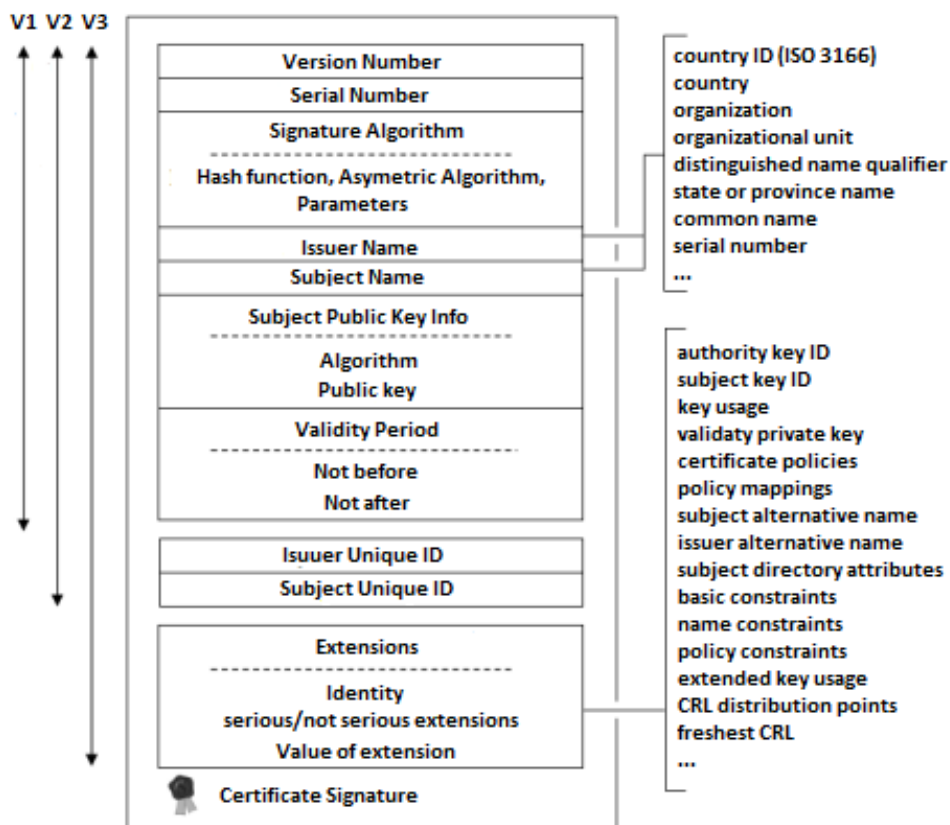 V1 V2 V3
Version Number
Serial Number
Signature Algorithm
Hash function, Asymetric Algorithm,
Parameters
Issuer Name
Subject Name
Subject Public Key Info
Algorithm
Public key
Validity Period
Not before
Not after
Isuuer Unique ID
Subject Unique ID
Extensions
Identity
serious/not serious extensions
Value of extension
Certificate Signature
country ID (ISO 3166)
country
organization
organizational unit
distinguished name qualifier
state or province name
common name
serial number
...
authority key ID
subject key ID
key usage
validaty private key
certificate policies
policy mappings
subject alternative name
issuer alternative name
subject directory attributes
basic constraints
name constraints
policy constraints
extended key usage
CRL distribution points
freshest CRL
...